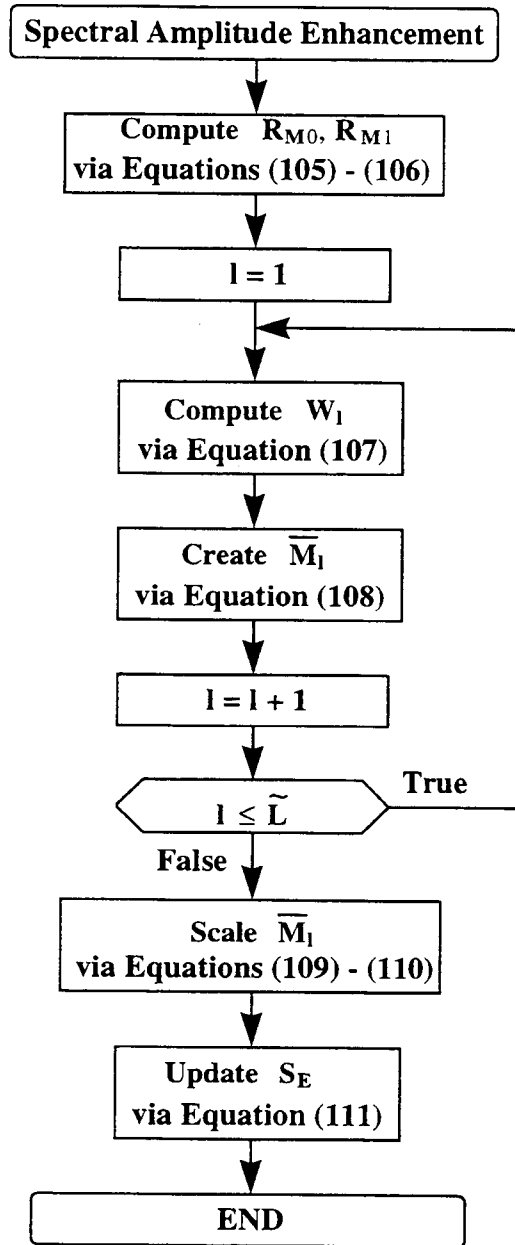 Spectral Amplitude Enhancement
Compute R_M0, R_M1
via Equations (105) - (106)
l = 1
Compute W_l
via Equation (107)
Create M̅_l
via Equation (108)
l = l + 1
l ≤ L̃
True
False
Scale M̅_l
via Equations (109) - (110)
Update S_E
via Equation (111)
END